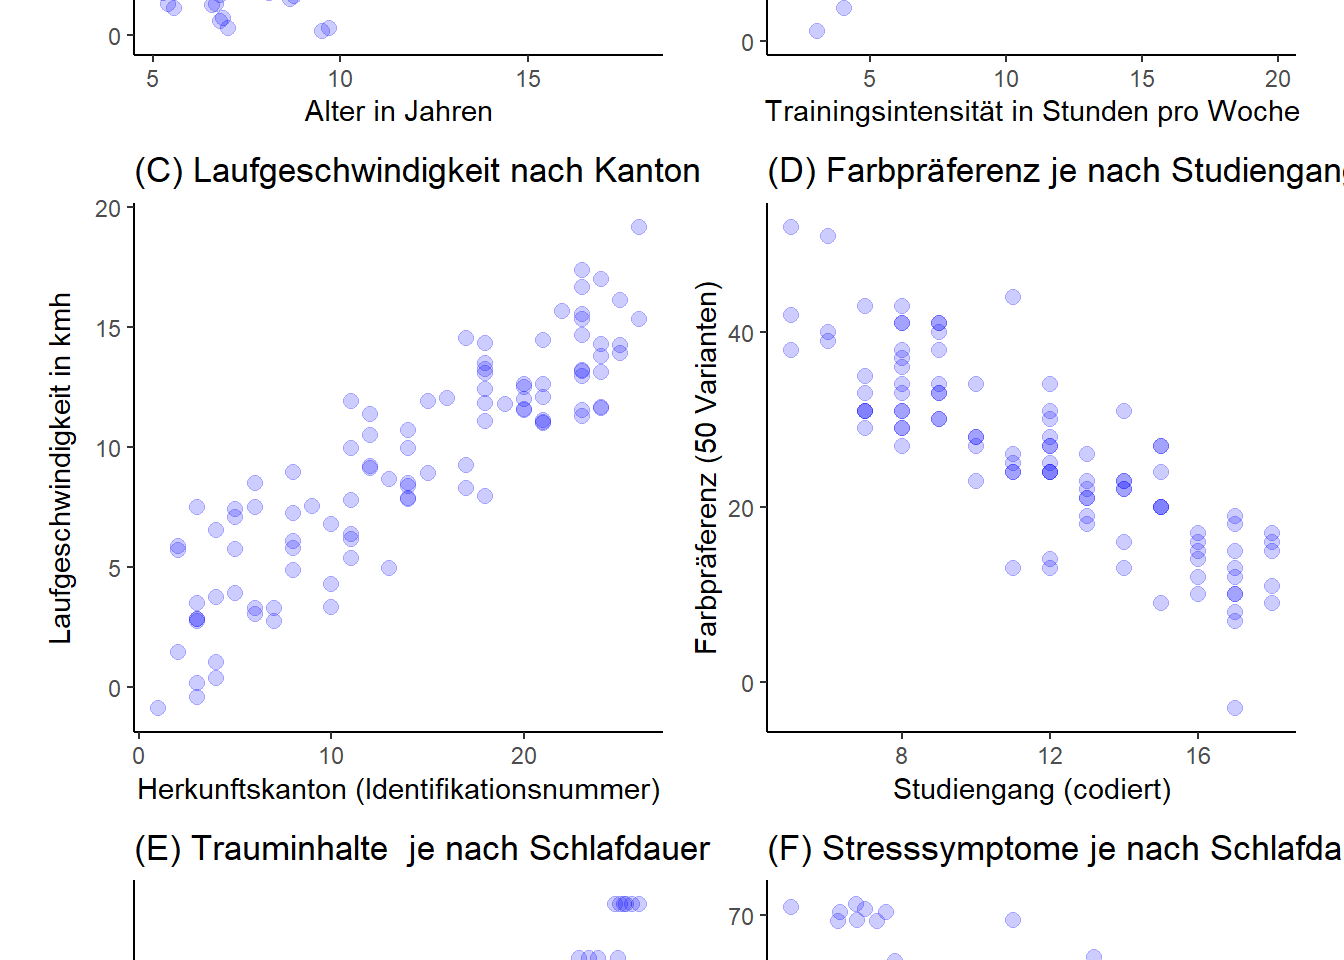 0
5 10 15
Alter in Jahren
0
5 10 15 20
Trainingsintensität in Stunden pro Woche
(C) Laufgeschwindigkeit nach Kanton
20
15
10
5
0
Laufgeschwindigkeit in kmh
0 10 20
Herkunftskanton (Identifikationsnummer)
(D) Farbpräferenz je nach Studiengang
40
20
0
Farbpräferenz (50 Varianten)
8 12 16
Studiengang (codiert)
(E) Trauminhalte  je nach Schlafdauer
(F) Stresssymptome je nach Schlafda
70